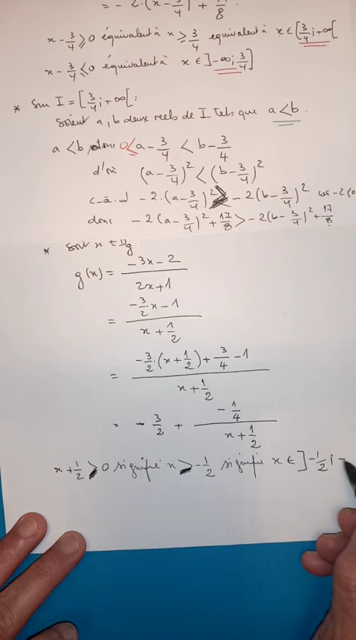 = -2.(x-3/4)² + 17/8
x - 3/4 ≥ 0 équivalent à x ≥ 3/4 équivalent à x ∈ [3/4; +∞[
x - 3/4 ≤ 0 équivalent à x ∈ ]-∞; 3/4]
* Sur I = [3/4; +∞[ :
Soient a, b deux réels de I tels que a < b.
a < b donc 0 ≤ a - 3/4 < b - 3/4
d'où (a - 3/4)² < (b - 3/4)²
c-à-d -2.(a - 3/4)² > -2(b - 3/4)² car -2<0
donc -2(a - 3/4)² + 17/8 > -2(b - 3/4)² + 17/8
* soit x ∈ Dg
g(x) = (-3x - 2)/(2x + 1)
= (-3/2.x - 1)/(x + 1/2)
= (-3/2.(x + 1/2) + 3/4 - 1)/(x + 1/2)
= -3/2 + (-1/4)/(x + 1/2)
x + 1/2 > 0 signifie x > -1/2 signifie x ∈ ]-1/2;